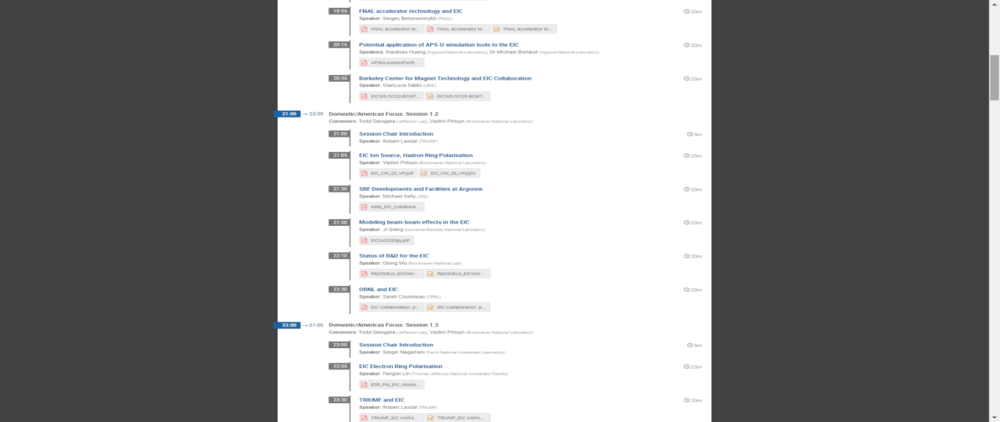 19:55 FNAL accelerator technology and EIC 20m
Speaker: Sergey Belomestnykh (FNAL)
FNAL accelerator te... FNAL accelerator te... FNAL accelerator te...
20:15 Potential application of APS-U simulation tools to the EIC 20m
Speakers: Xiaobiao Huang (Argonne National Laboratory), Dr Michael Borland (Argonne National Laboratory)
APSULessonsForEI...
20:35 Berkeley Center for Magnet Technology and EIC Collaboration 20m
Speaker: GianLuca Sabbi (LBNL)
EICWS-Oct20-BCMT... EICWS-Oct20-BCMT...
21:00 → 23:00 Domestic/Americas Focus: Session 1.2
Conveners: Todd Satogata (Jefferson Lab), Vadim Ptitsyn (Brookhaven National Laboratory)
21:00 Session Chair Introduction 5m
Speaker: Robert Laxdal (TRIUMF)
21:05 EIC Ion Source, Hadron Ring Polarisation 25m
Speaker: Vadim Ptitsyn (Brookhaven National Laboratory)
EIC_CW_20_VP.pdf EIC_CW_20_VP.pptx
21:30 SRF Developments and Facilities at Argonne 20m
Speaker: Michael Kelly (ANL)
Kelly_EIC_Collabora...
21:50 Modeling beam-beam effects in the EIC 20m
Speaker: Ji Qiang (Lawrence Berkeley National Laboratory)
EICcol2020jq.pdf
22:10 Status of R&D for the EIC 20m
Speaker: Qiong Wu (Brookhaven National Lab)
R&DStatus_EICWor... R&DStatus_EICWor...
22:30 ORNL and EIC 20m
Speaker: Sarah Cousineau (ORNL)
EIC Collaboration .p... EIC Collaboration .p...
23:00 → 01:00 Domestic/Americas Focus: Session 1.3
Conveners: Todd Satogata (Jefferson Lab), Vadim Ptitsyn (Brookhaven National Laboratory)
23:00 Session Chair Introduction 5m
Speaker: Sergei Nagaitsev (Fermi National Accelerator Laboratory)
23:05 EIC Electron Ring Polarisation 25m
Speaker: Fanglei Lin (Thomas Jefferson National Accelerator Facility)
ESR_Pol_EIC_Works...
23:30 TRIUMF and EIC 20m
Speaker: Robert Laxdal (TRIUMF)
TRIUMF_EIC works... TRIUMF_EIC works...